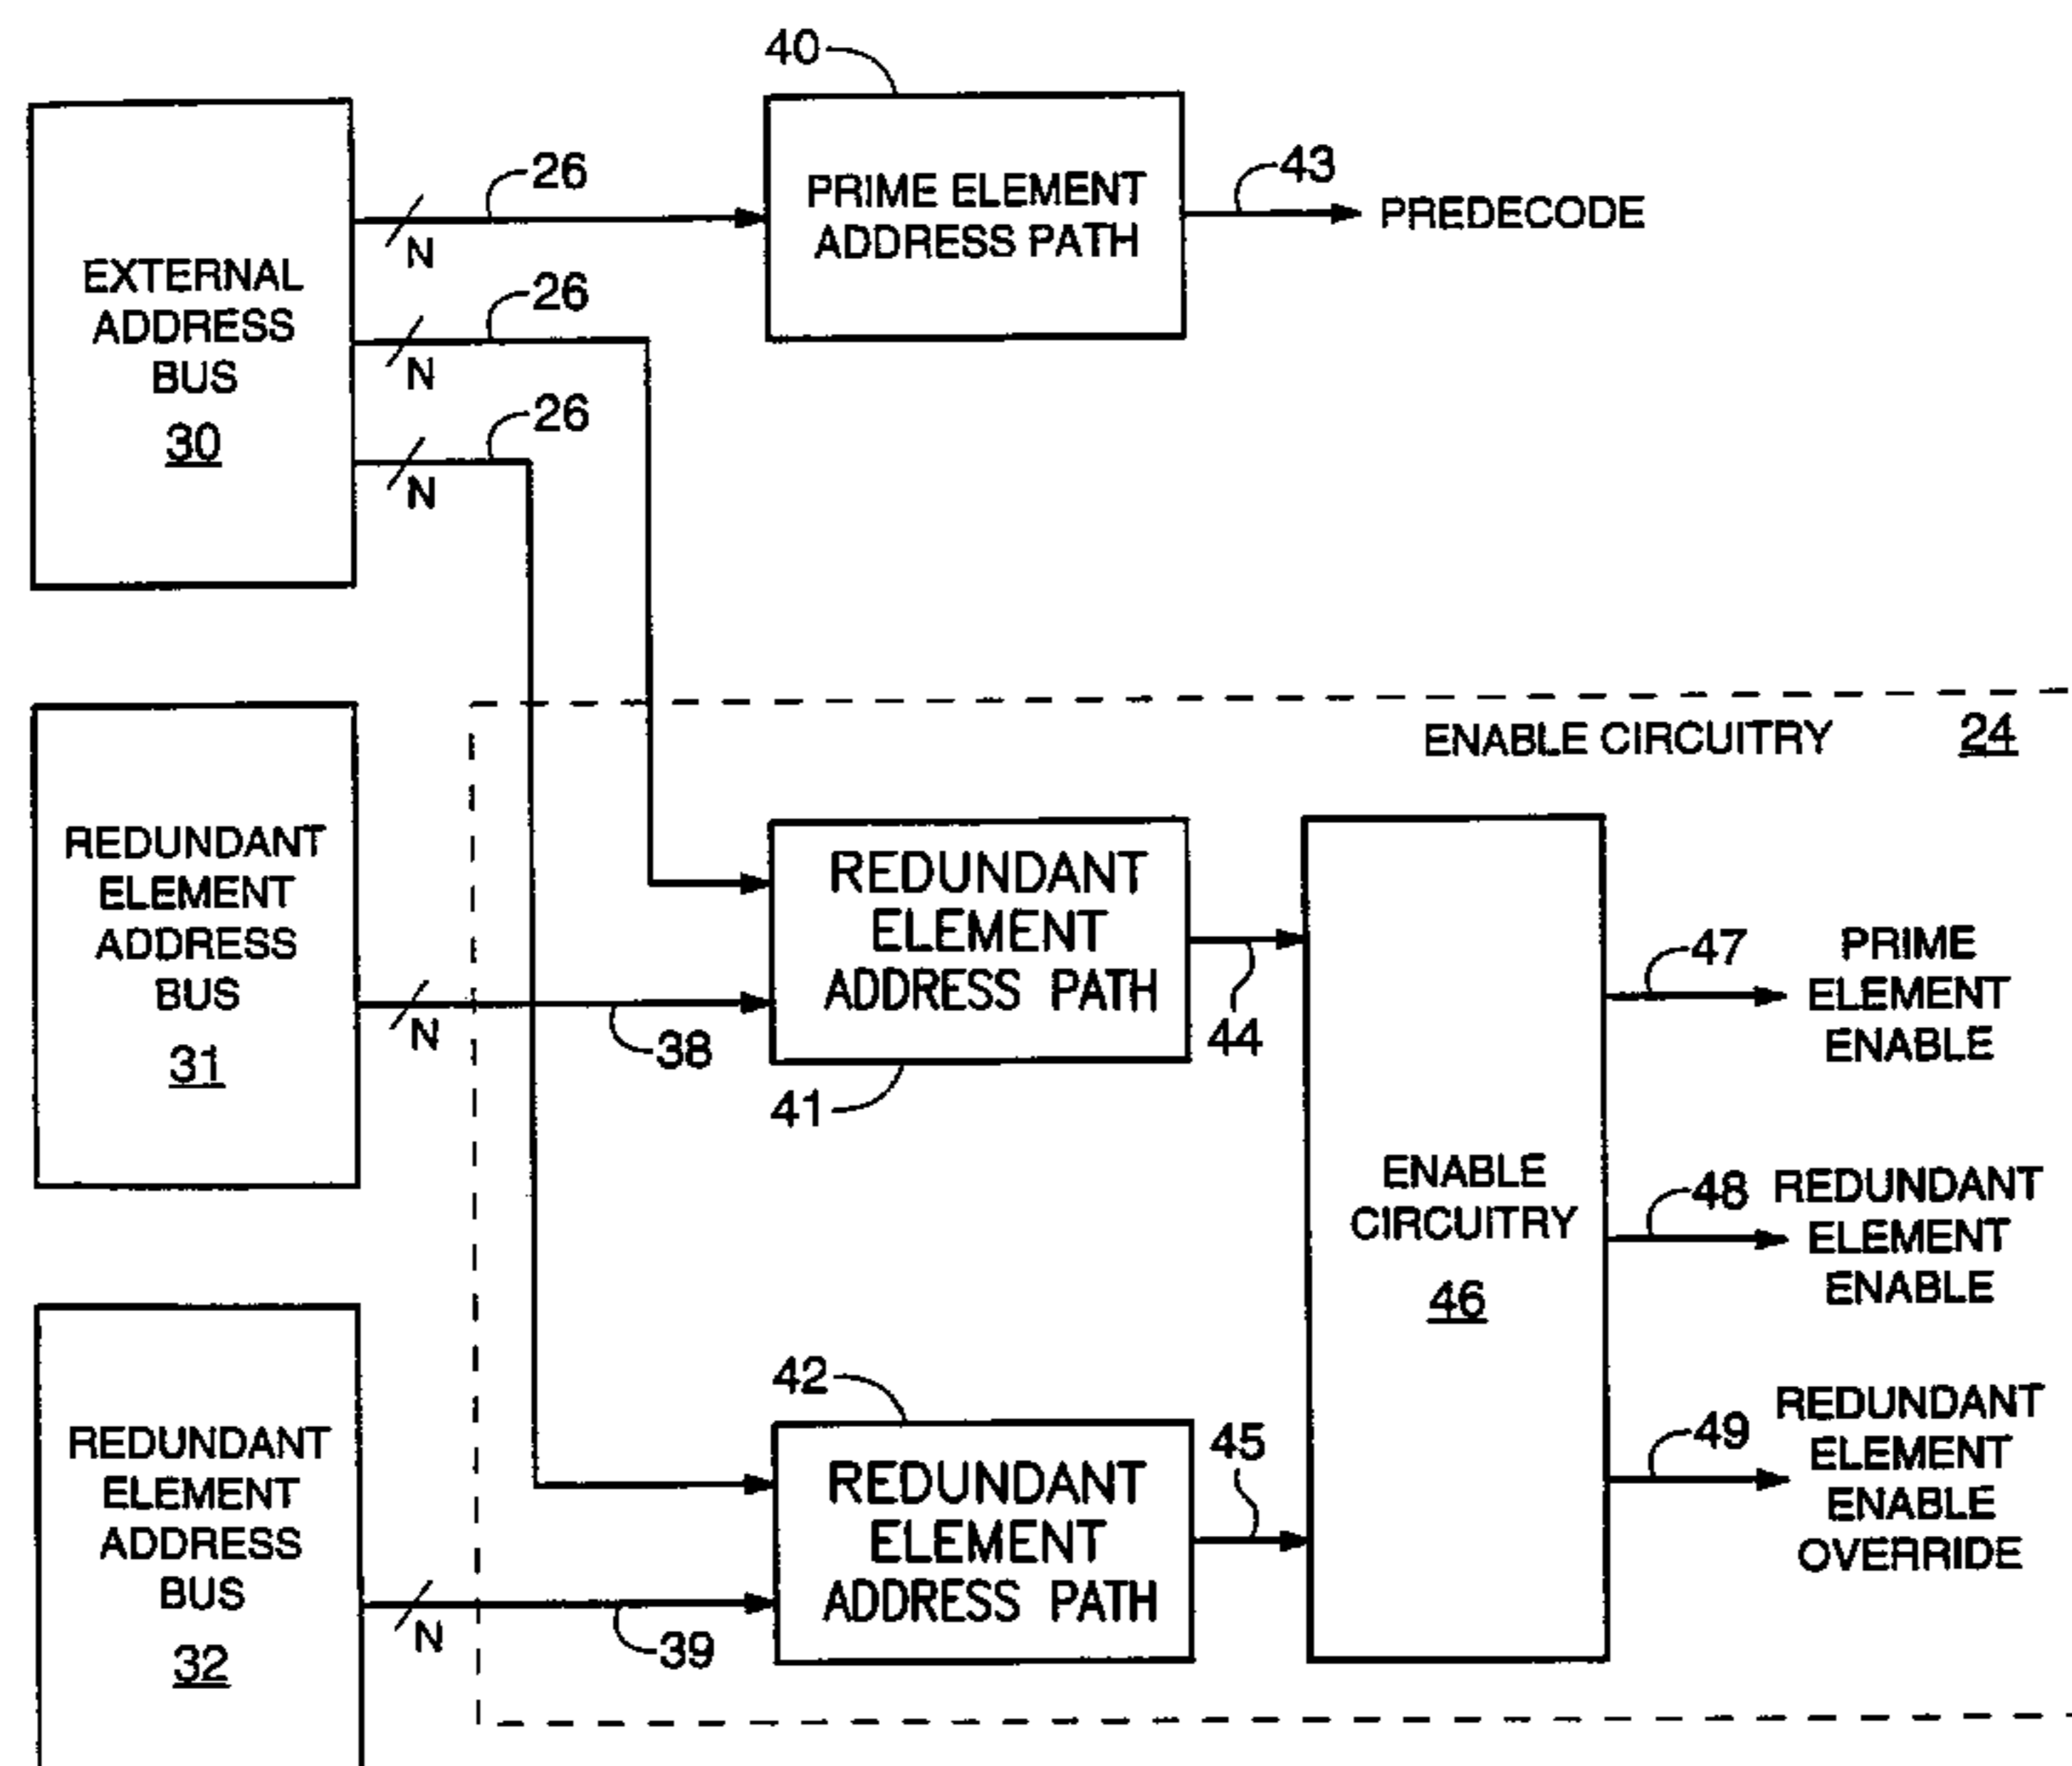 40
26
N
EXTERNAL
ADDRESS
BUS
30
26
N
26
N
PRIME ELEMENT
ADDRESS PATH
43
PREDECODE
ENABLE CIRCUITRY 24
REDUNDANT
ELEMENT
ADDRESS
BUS
31
N
38
REDUNDANT
ELEMENT
ADDRESS PATH
41
44
ENABLE
CIRCUITRY
46
47
PRIME
ELEMENT
ENABLE
48
REDUNDANT
ELEMENT
ENABLE
49
REDUNDANT
ELEMENT
ENABLE
OVERRIDE
REDUNDANT
ELEMENT
ADDRESS
BUS
32
N
39
42
REDUNDANT
ELEMENT
ADDRESS PATH
45